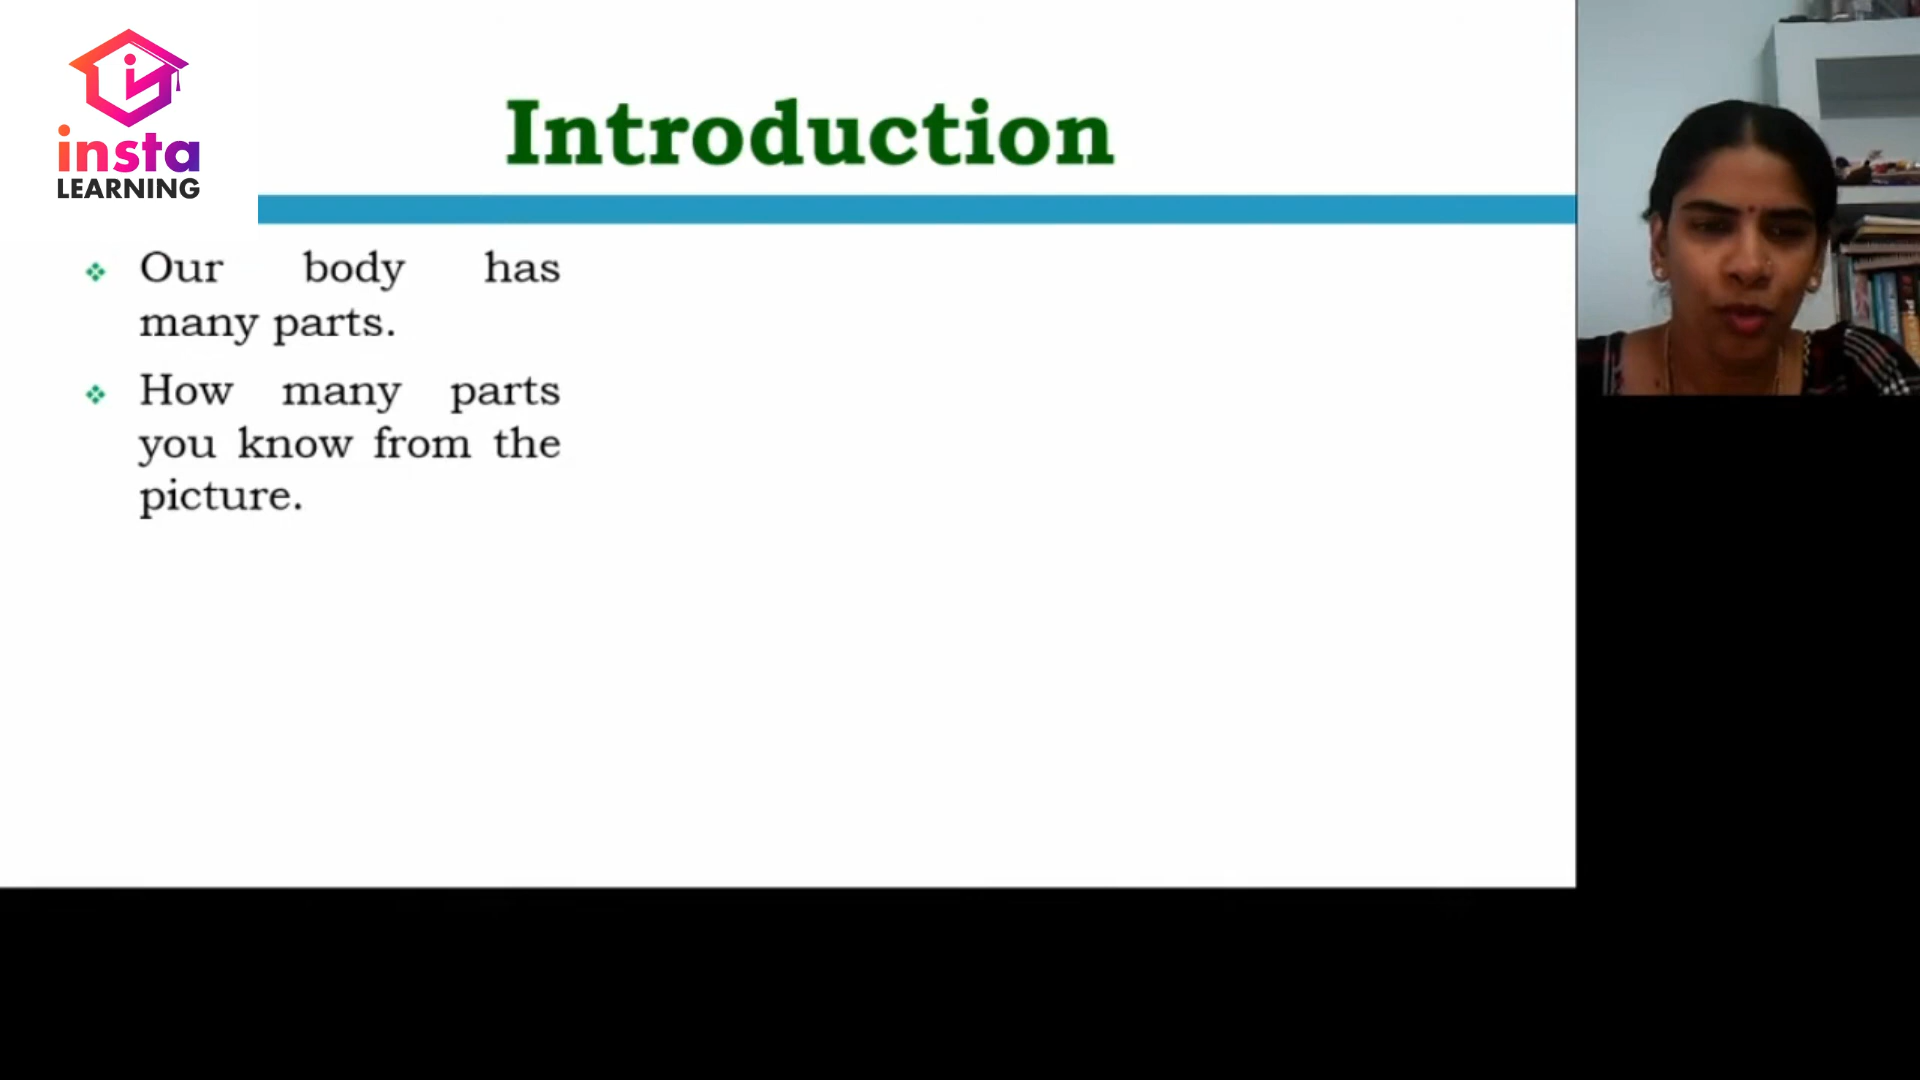 insta
LEARNING
Introduction
Our body has
many parts.
How many parts
you know from the
picture.